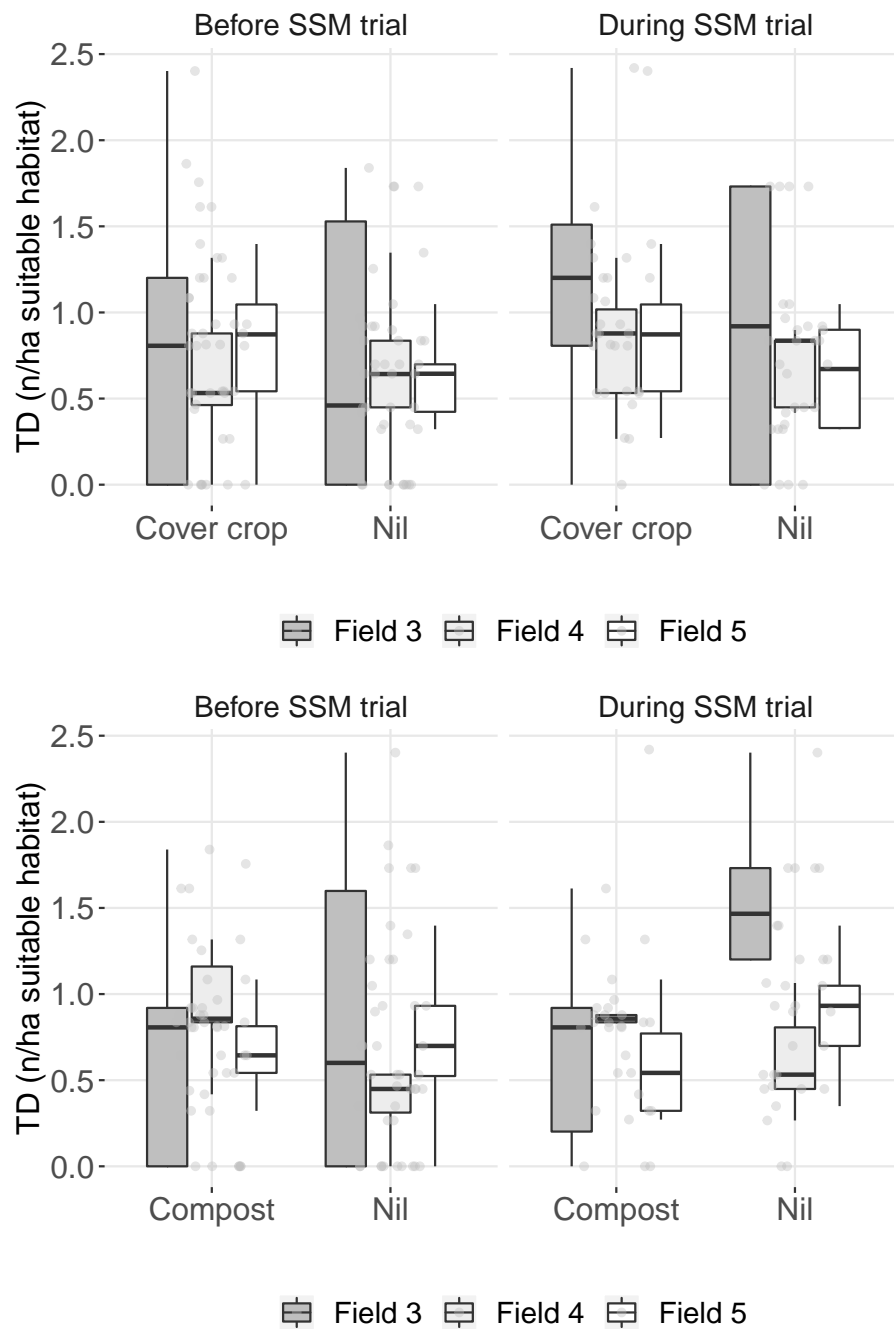 Before SSM trial During SSM trial
2.5
2.0
1.5
1.0
0.5
0.0
TD (n/ha suitable habitat)
Cover crop Nil Cover crop Nil
Field 3 Field 4 Field 5
Before SSM trial During SSM trial
2.5
2.0
1.5
1.0
0.5
0.0
TD (n/ha suitable habitat)
Compost Nil Compost Nil
Field 3 Field 4 Field 5